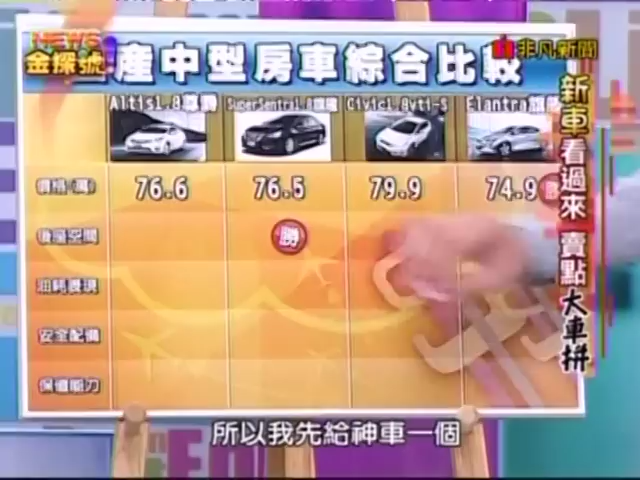 NEWS
金探號
產中型房車綜合比較
非凡新聞
新車看過來 賣點大車拼
Altis1.8尊爵
SuperSentra1.8旗艦
Civic1.8vti-S
Elantra旗艦
價格(萬)
76.6
76.5
79.9
74.9
勝
後座空間
勝
油耗表現
安全配備
保值能力
所以我先給神車一個